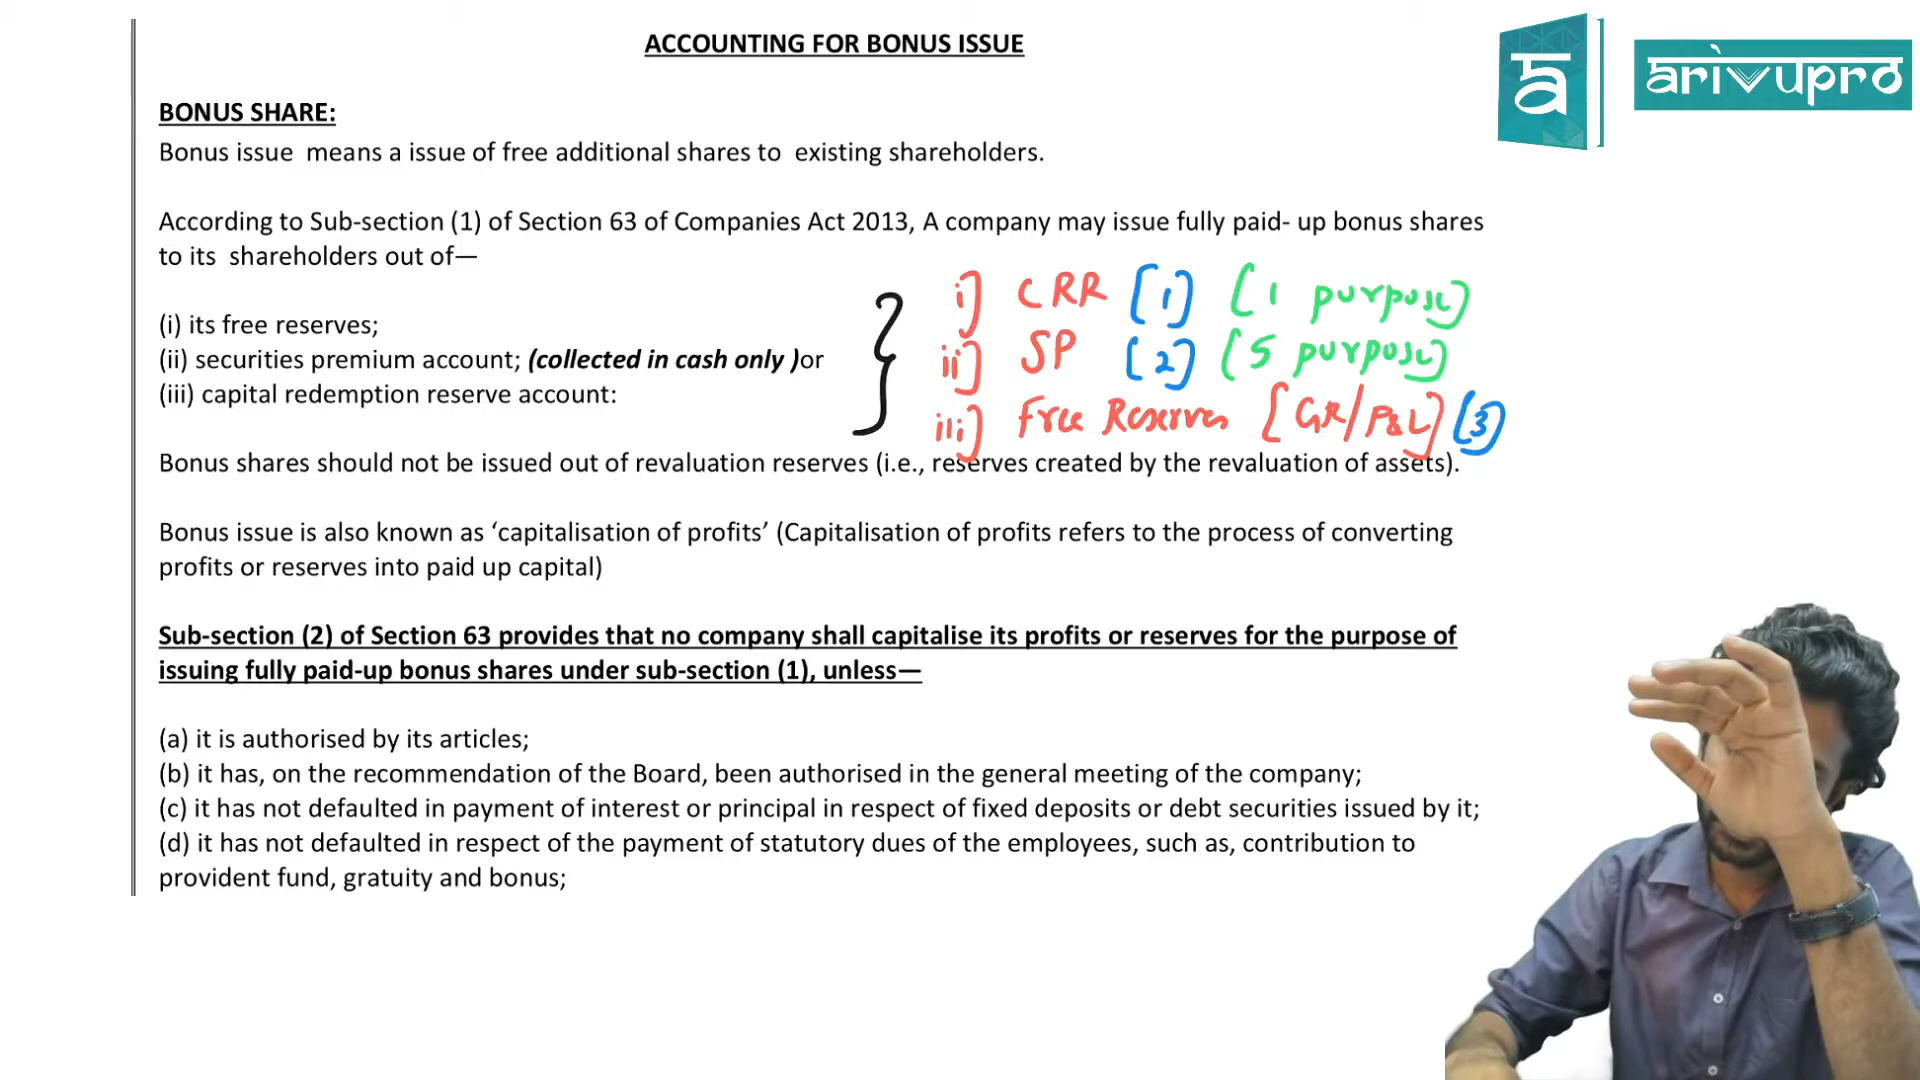 ACCOUNTING FOR BONUS ISSUE
a arivupro
BONUS SHARE:
Bonus issue means a issue of free additional shares to existing shareholders.
According to Sub-section (1) of Section 63 of Companies Act 2013, A company may issue fully paid- up bonus shares
to its shareholders out of—
(i) its free reserves;
(ii) securities premium account; (collected in cash only )or
(iii) capital redemption reserve account:
i] CRR [1] [1 purpose]
ii] SP [2] [5 purpose]
iii] Free Reserves [GR/P&L] [3]
Bonus shares should not be issued out of revaluation reserves (i.e., reserves created by the revaluation of assets).
Bonus issue is also known as ‘capitalisation of profits’ (Capitalisation of profits refers to the process of converting
profits or reserves into paid up capital)
Sub-section (2) of Section 63 provides that no company shall capitalise its profits or reserves for the purpose of
issuing fully paid-up bonus shares under sub-section (1), unless—
(a) it is authorised by its articles;
(b) it has, on the recommendation of the Board, been authorised in the general meeting of the company;
(c) it has not defaulted in payment of interest or principal in respect of fixed deposits or debt securities issued by it;
(d) it has not defaulted in respect of the payment of statutory dues of the employees, such as, contribution to
provident fund, gratuity and bonus;